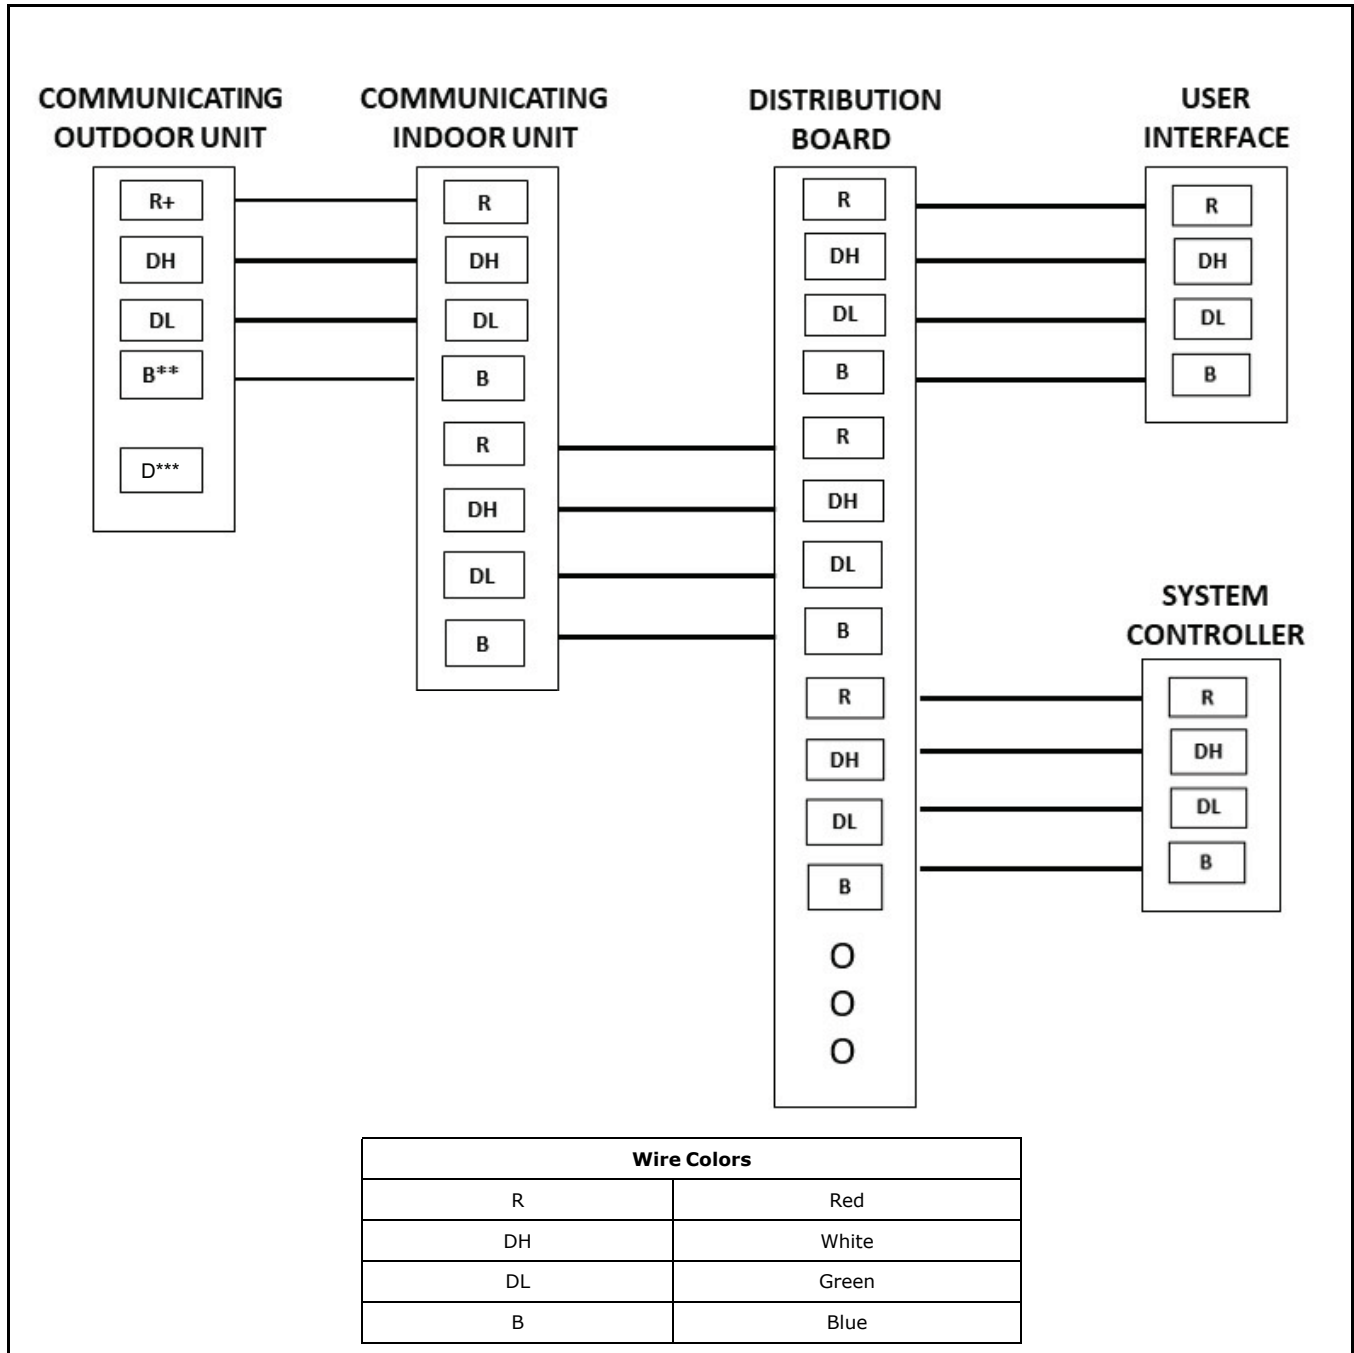 COMMUNICATING
OUTDOOR UNIT
R+
DH
DL
B**
D***
COMMUNICATING
INDOOR UNIT
R
DH
DL
B
R
DH
DL
B
DISTRIBUTION
BOARD
R
DH
DL
B
R
DH
DL
B
R
DH
DL
B
O
O
O
USER
INTERFACE
R
DH
DL
B
SYSTEM
CONTROLLER
R
DH
DL
B
Wire Colors
R Red
DH White
DL Green
B Blue